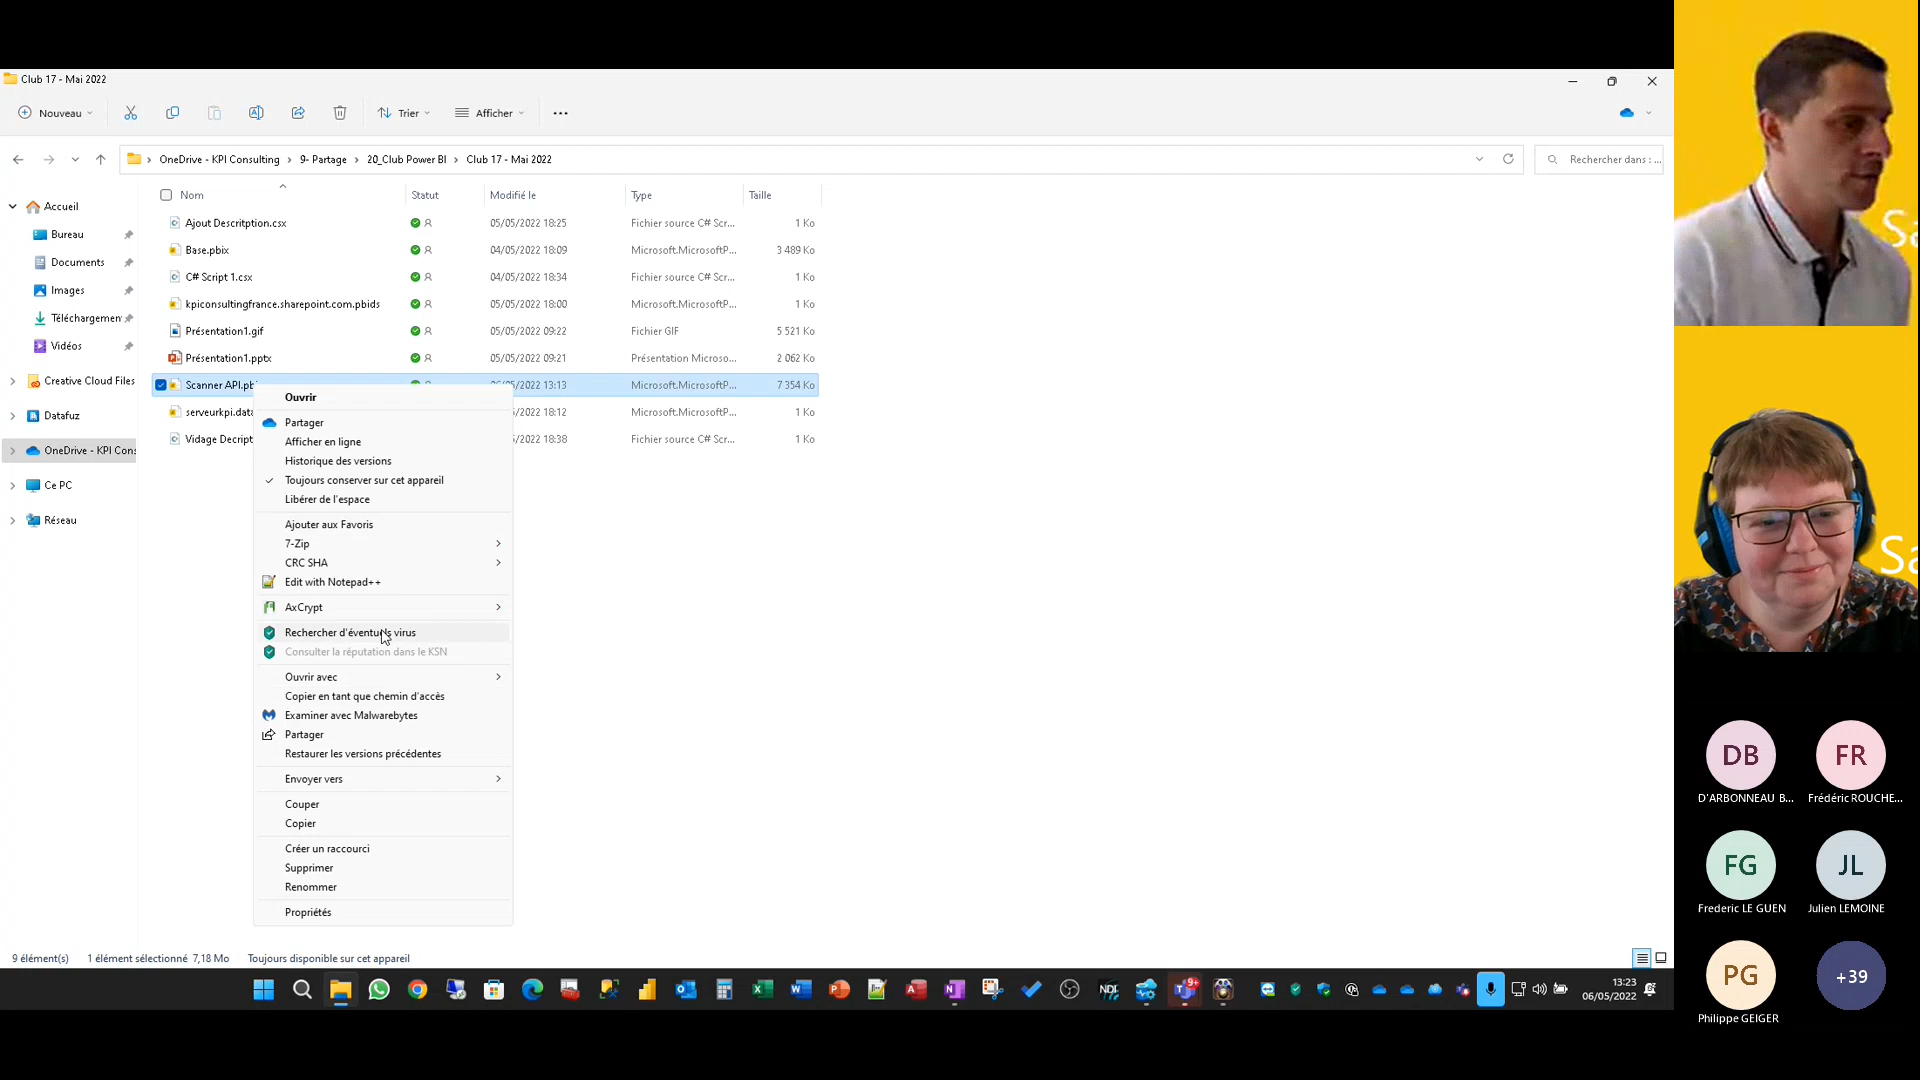 Club 17 - Mai 2022
Nouveau
Trier
Afficher
OneDrive - KPI Consulting > 9- Partage > 20_Club Power BI > Club 17 - Mai 2022
Rechercher dans : ...
Nom Statut Modifié le Type Taille
Accueil
Bureau
Documents
Images
Téléchargemen
Vidéos
Creative Cloud Files
Datafuz
OneDrive - KPI Cons
Ce PC
Réseau
Ajout Descritption.csx 05/05/2022 18:25 Fichier source C# Scr... 1 Ko
Base.pbix 04/05/2022 18:09 Microsoft.MicrosoftP... 3 489 Ko
C# Script 1.csx 04/05/2022 18:34 Fichier source C# Scr... 1 Ko
kpiconsultingfrance.sharepoint.com.pbids 05/05/2022 18:00 Microsoft.MicrosoftP... 1 Ko
Présentation1.gif 05/05/2022 09:22 Fichier GIF 5 521 Ko
Présentation1.pptx 05/05/2022 09:21 Présentation Microso... 2 062 Ko
Scanner API.pbi /2022 13:13 Microsoft.MicrosoftP... 7 354 Ko
serveurkpi.data /2022 18:12 Microsoft.MicrosoftP... 1 Ko
Vidage Decript /2022 18:38 Fichier source C# Scr... 1 Ko
Ouvrir
Partager
Afficher en ligne
Historique des versions
Toujours conserver sur cet appareil
Libérer de l'espace
Ajouter aux Favoris
7-Zip
CRC SHA
Edit with Notepad++
AxCrypt
Rechercher d'éventuels virus
Consulter la réputation dans le KSN
Ouvrir avec
Copier en tant que chemin d'accès
Examiner avec Malwarebytes
Partager
Restaurer les versions précédentes
Envoyer vers
Couper
Copier
Créer un raccourci
Supprimer
Renommer
Propriétés
9 élément(s) 1 élément sélectionné 7,18 Mo Toujours disponible sur cet appareil
NDI
9+
13:23
06/05/2022
Sa
Sa
DB
D'ARBONNEAU B...
FR
Frédéric ROUCHE...
FG
Frederic LE GUEN
JL
Julien LEMOINE
PG
Philippe GEIGER
+39